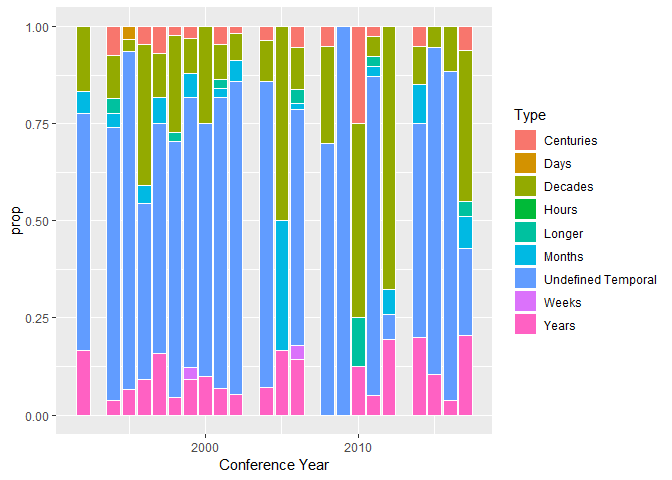 1.00
0.75
0.50
0.25
0.00
prop
2000
2010
Conference Year
Type
Centuries
Days
Decades
Hours
Longer
Months
Undefined Temporal
Weeks
Years